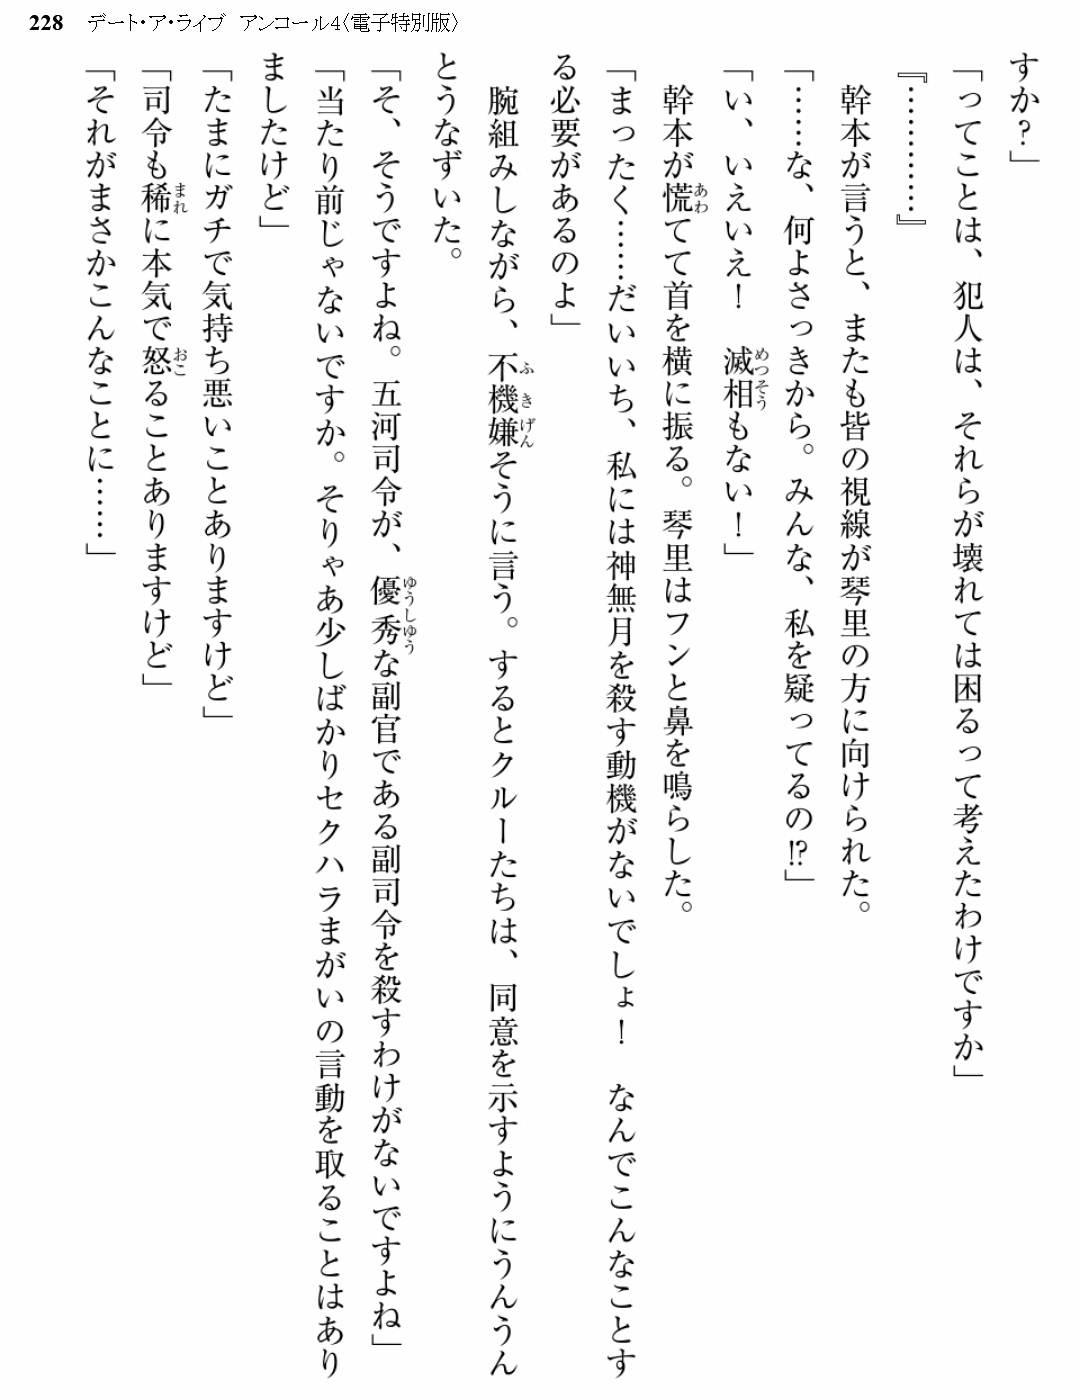 228 デート・ア・ライブ アンコール4〈電子特別版〉
すか？」
「ってことは、犯人は、それらが壊れては困るって考えたわけですか」
『…………』
　幹本が言うと、またも皆の視線が琴里の方に向けられた。
「……な、何よさっきから。みんな、私を疑ってるの!?」
「い、いえいえ！　滅相もない！」
　幹本が慌てて首を横に振る。琴里はフンと鼻を鳴らした。
「まったく……だいいち、私には神無月を殺す動機がないでしょ！　なんでこんなことす
る必要があるのよ」
　腕組みしながら、不機嫌そうに言う。するとクルーたちは、同意を示すようにうんうん
とうなずいた。
「そ、そうですよね。五河司令が、優秀な副官である副司令を殺すわけがないですよね」
「当たり前じゃないですか。そりゃあ少しばかりセクハラまがいの言動を取ることはあり
ましたけど」
「たまにガチで気持ち悪いことありますけど」
「司令も稀に本気で怒ることありますけど」
「それがまさかこんなことに……」